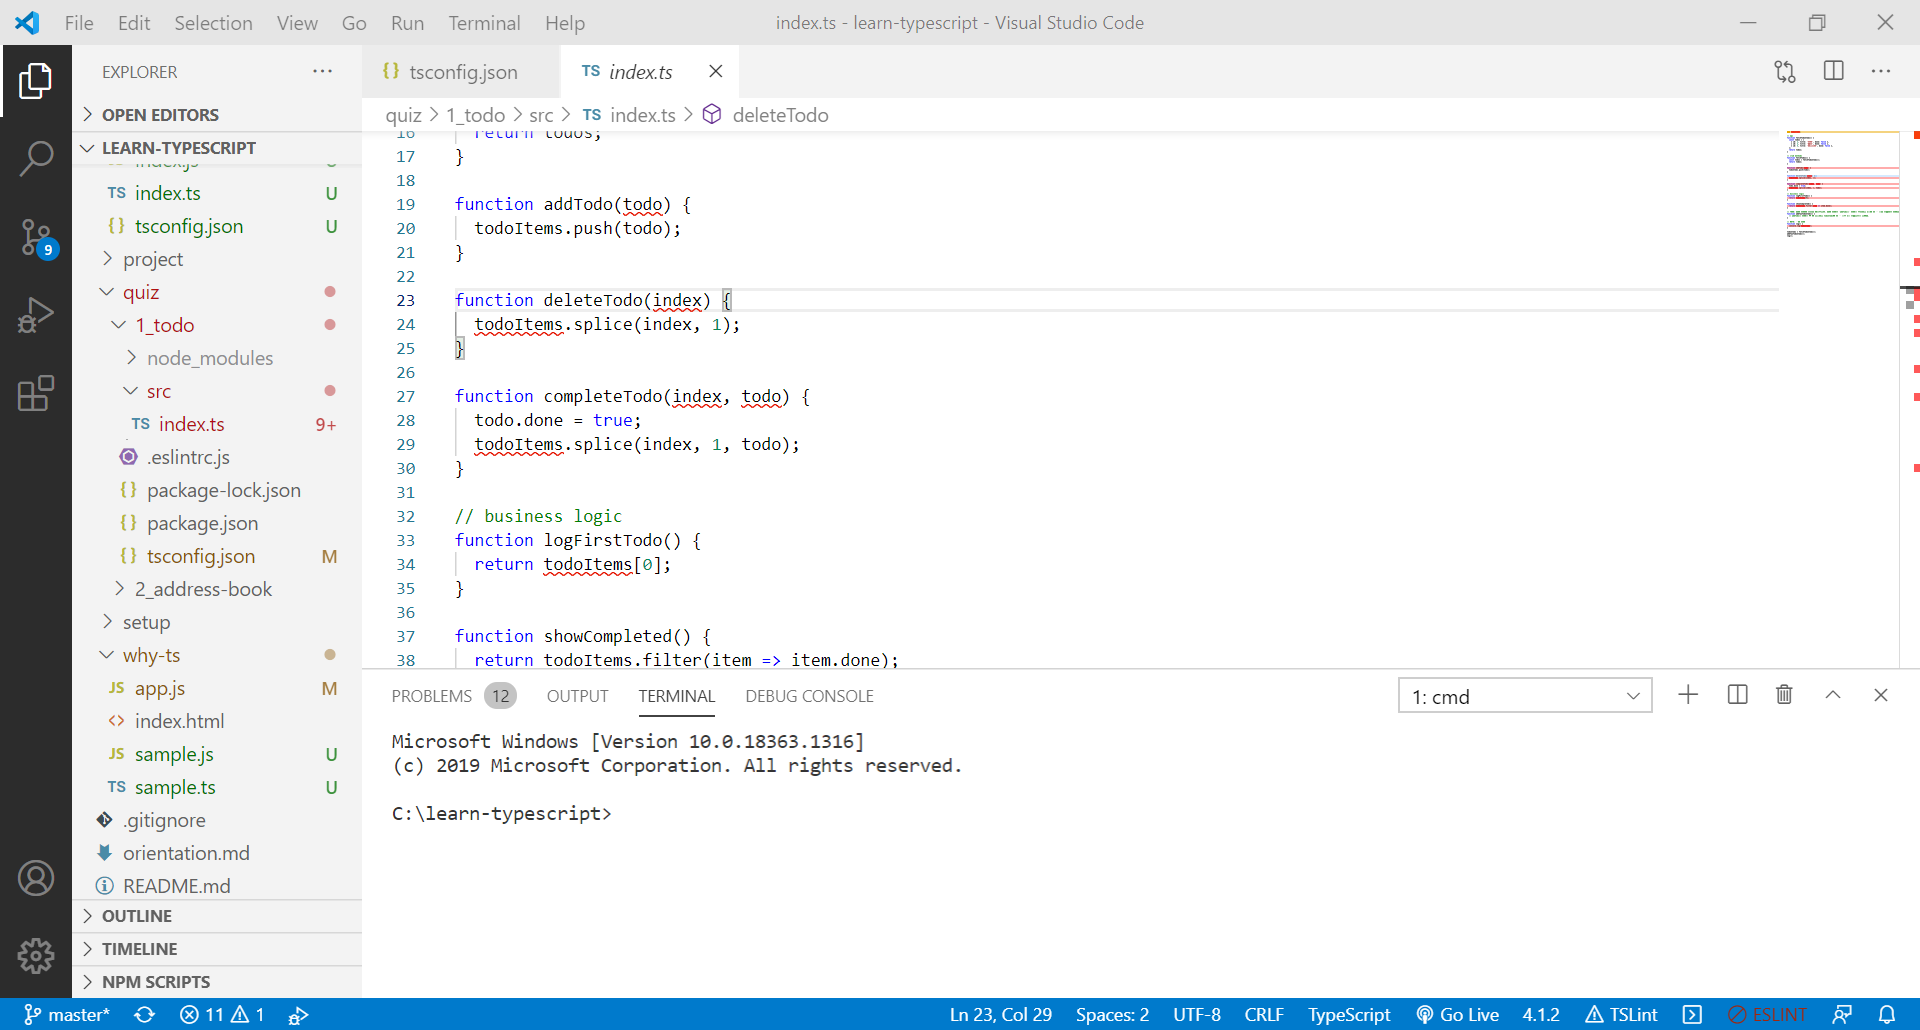 File Edit Selection View Go Run Terminal Help
index.ts - learn-typescript - Visual Studio Code
EXPLORER
OPEN EDITORS
LEARN-TYPESCRIPT
index.js U
TS index.ts U
{} tsconfig.json U
project
quiz
1_todo
node_modules
src
TS index.ts 9+
.eslintrc.js
{} package-lock.json
{} package.json
{} tsconfig.json M
2_address-book
setup
why-ts
JS app.js M
<> index.html
JS sample.js U
TS sample.ts U
.gitignore
orientation.md
README.md
OUTLINE
TIMELINE
NPM SCRIPTS
9
{} tsconfig.json
TS index.ts
quiz > 1_todo > src > TS index.ts > deleteTodo
16 return todos;
17 }
18
19 function addTodo(todo) {
20 todoItems.push(todo);
21 }
22
23 function deleteTodo(index) {
24 todoItems.splice(index, 1);
25 }
26
27 function completeTodo(index, todo) {
28 todo.done = true;
29 todoItems.splice(index, 1, todo);
30 }
31
32 // business logic
33 function logFirstTodo() {
34 return todoItems[0];
35 }
36
37 function showCompleted() {
38 return todoItems.filter(item => item.done);
PROBLEMS 12 OUTPUT TERMINAL DEBUG CONSOLE
1: cmd
Microsoft Windows [Version 10.0.18363.1316]
(c) 2019 Microsoft Corporation. All rights reserved.
C:\learn-typescript>
master* 11 1
Ln 23, Col 29 Spaces: 2 UTF-8 CRLF TypeScript Go Live 4.1.2 TSLint ESLINT